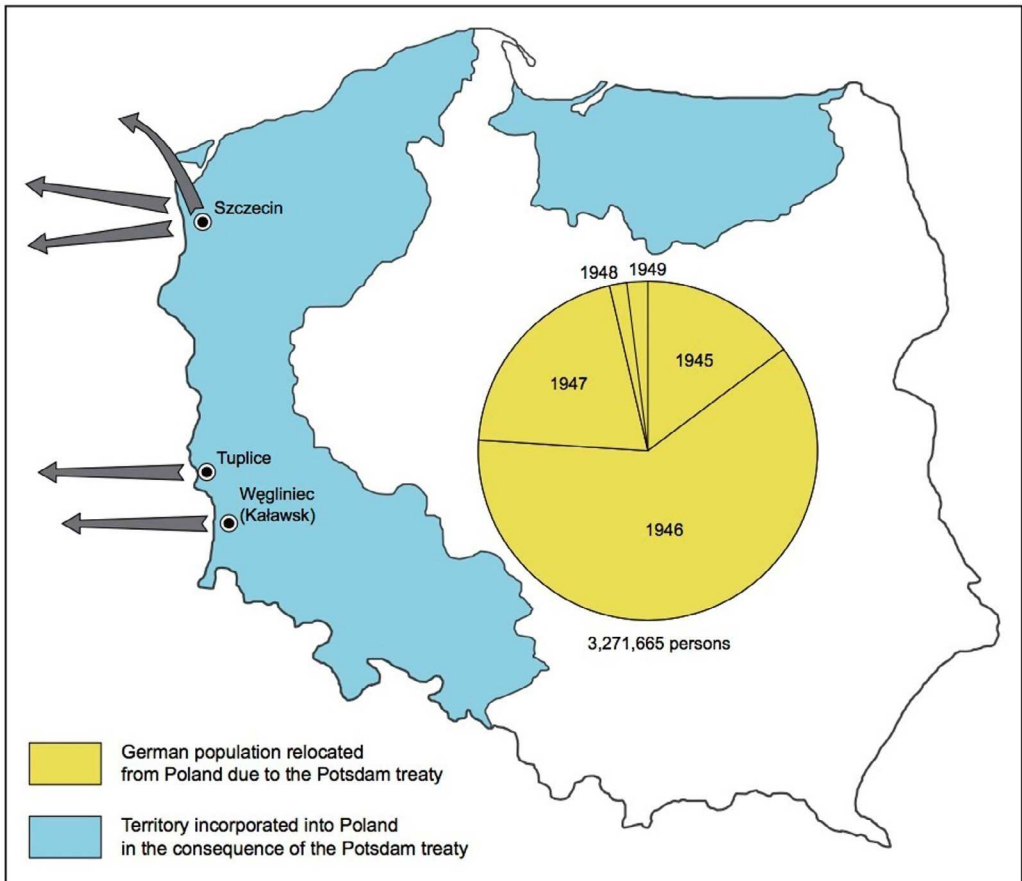 Szczecin
1948
1949
1945
1947
Tuplice
Węgliniec
(Kaławsk)
1946
3,271,665 persons
German population relocated
from Poland due to the Potsdam treaty
Territory incorporated into Poland
in the consequence of the Potsdam treaty